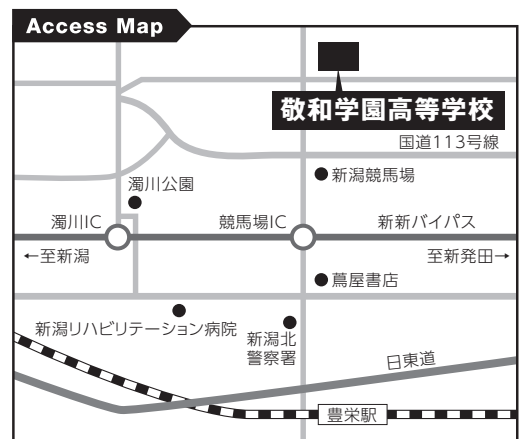 Access Map
敬和学園高等学校
国道113号線
新潟競馬場
濁川公園
濁川IC
競馬場IC
新新バイパス
←至新潟
至新発田→
蔦屋書店
新潟リハビリテーション病院
新潟北
警察署
日東道
豊栄駅